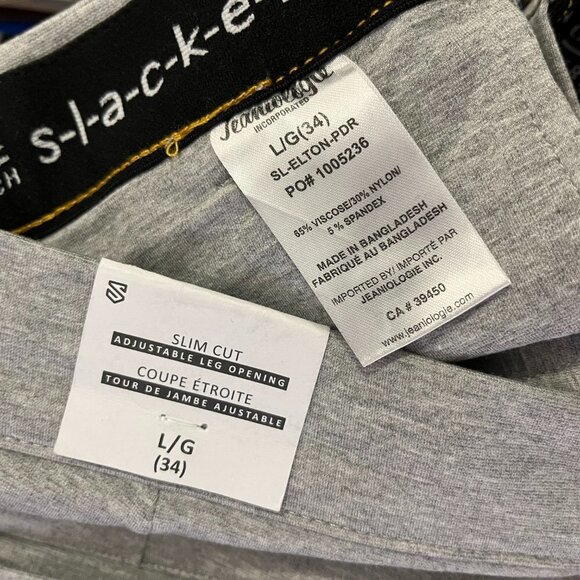 s-l-a-c-k-e
Jeaniologie
INCORPORATED
L/G(34)
SL-ELTON-PDR
PO# 1005236
65% VISCOSE/30% NYLON/
5 % SPANDEX
MADE IN BANGLADESH
FABRIQUÉ AU BANGLADESH
IMPORTED BY/ IMPORTÉ PAR
JEANIOLOGIE INC.
CA # 39450
www.jeaniologie.com
SLIM CUT
ADJUSTABLE LEG OPENING
COUPE ÉTROITE
TOUR DE JAMBE AJUSTABLE
L/G
(34)